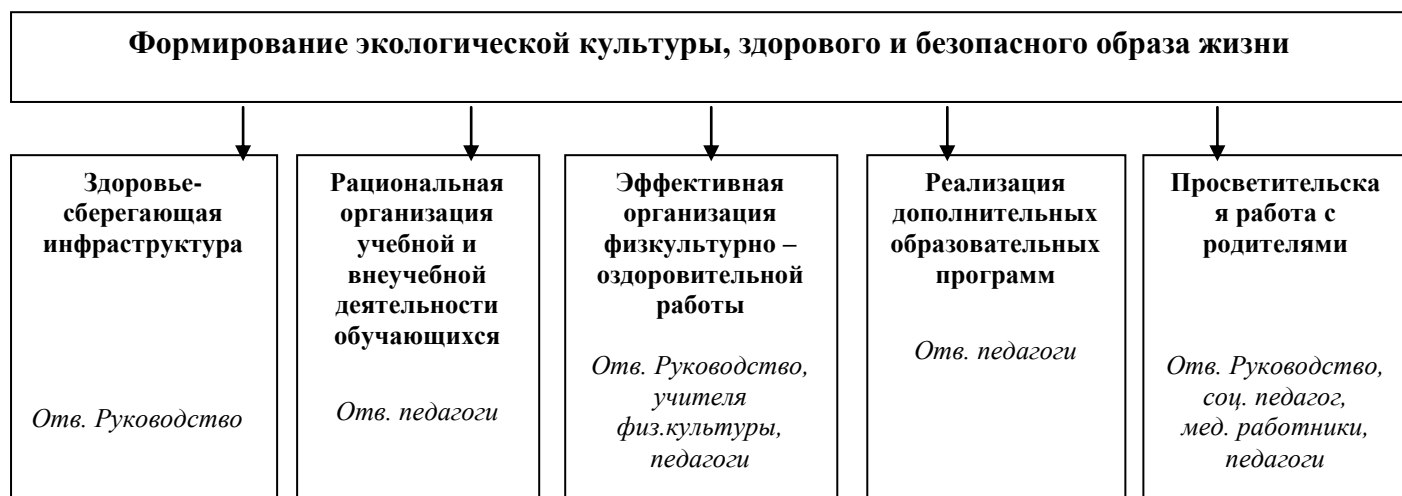 Формирование экологической культуры, здорового и безопасного образа жизни
Здоровье-
сберегающая
инфраструктура
Отв. Руководство
Рациональная
организация
учебной и
внеучебной
деятельности
обучающихся
Отв. педагоги
Эффективная
организация
физкультурно –
оздоровительной
работы
Отв. Руководство,
учителя
физ.культуры,
педагоги
Реализация
дополнительных
образовательных
программ
Отв. педагоги
Просветительска
я работа с
родителями
Отв. Руководство,
соц. педагог,
мед. работники,
педагоги